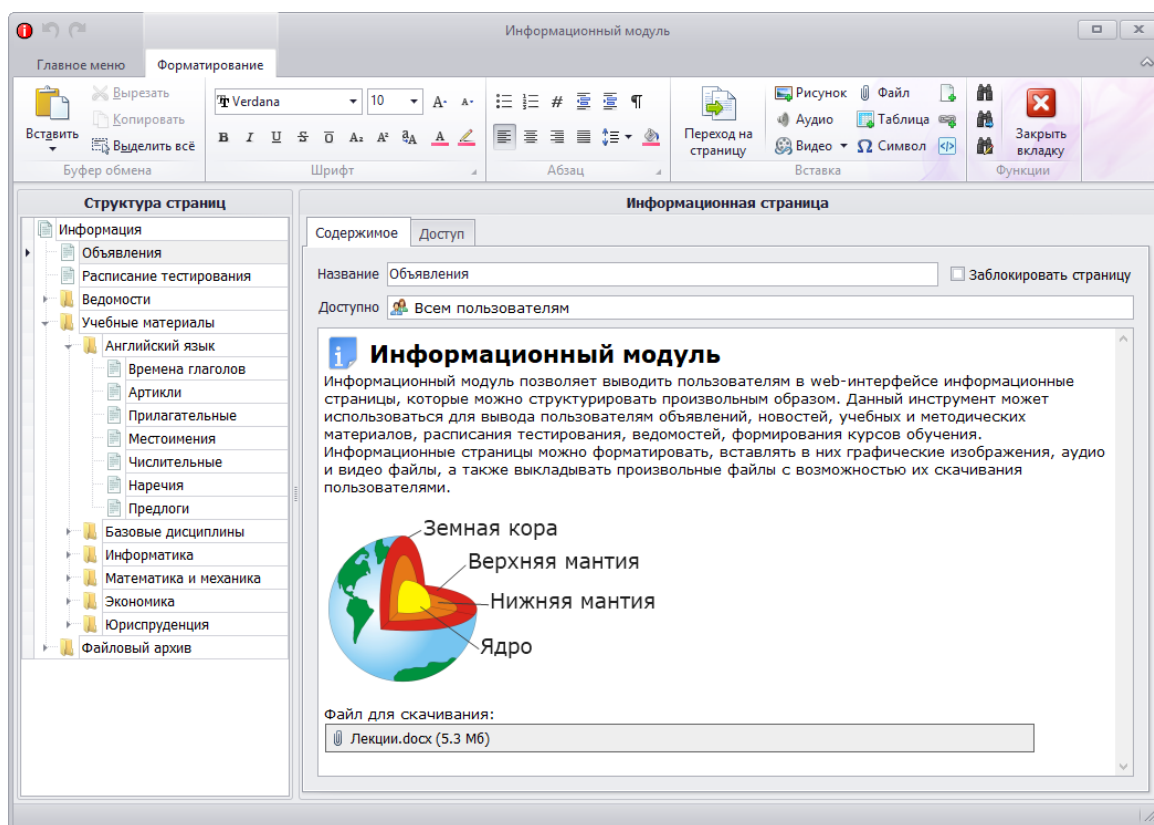 Информационный модуль
Главное меню Форматирование
Вставить
Вырезать
Копировать
Выделить всё
Буфер обмена
Verdana 10
Шрифт
Абзац
Переход на
страницу
Рисунок Файл
Аудио Таблица
Видео Символ
Вставка
Закрыть
вкладку
Функции
Структура страниц
Информация
Объявления
Расписание тестирования
Ведомости
Учебные материалы
Английский язык
Времена глаголов
Артикли
Прилагательные
Местоимения
Числительные
Наречия
Предлоги
Базовые дисциплины
Информатика
Математика и механика
Экономика
Юриспруденция
Файловый архив
Информационная страница
Содержимое Доступ
Название Объявления Заблокировать страницу
Доступно Всем пользователям
Информационный модуль
Информационный модуль позволяет выводить пользователям в web-интерфейсе информационные
страницы, которые можно структурировать произвольным образом. Данный инструмент может
использоваться для вывода пользователям объявлений, новостей, учебных и методических
материалов, расписания тестирования, ведомостей, формирования курсов обучения.
Информационные страницы можно форматировать, вставлять в них графические изображения, аудио
и видео файлы, а также выкладывать произвольные файлы с возможностью их скачивания
пользователями.
Земная кора
Верхняя мантия
Нижняя мантия
Ядро
Файл для скачивания:
Лекции.docx (5.3 Мб)